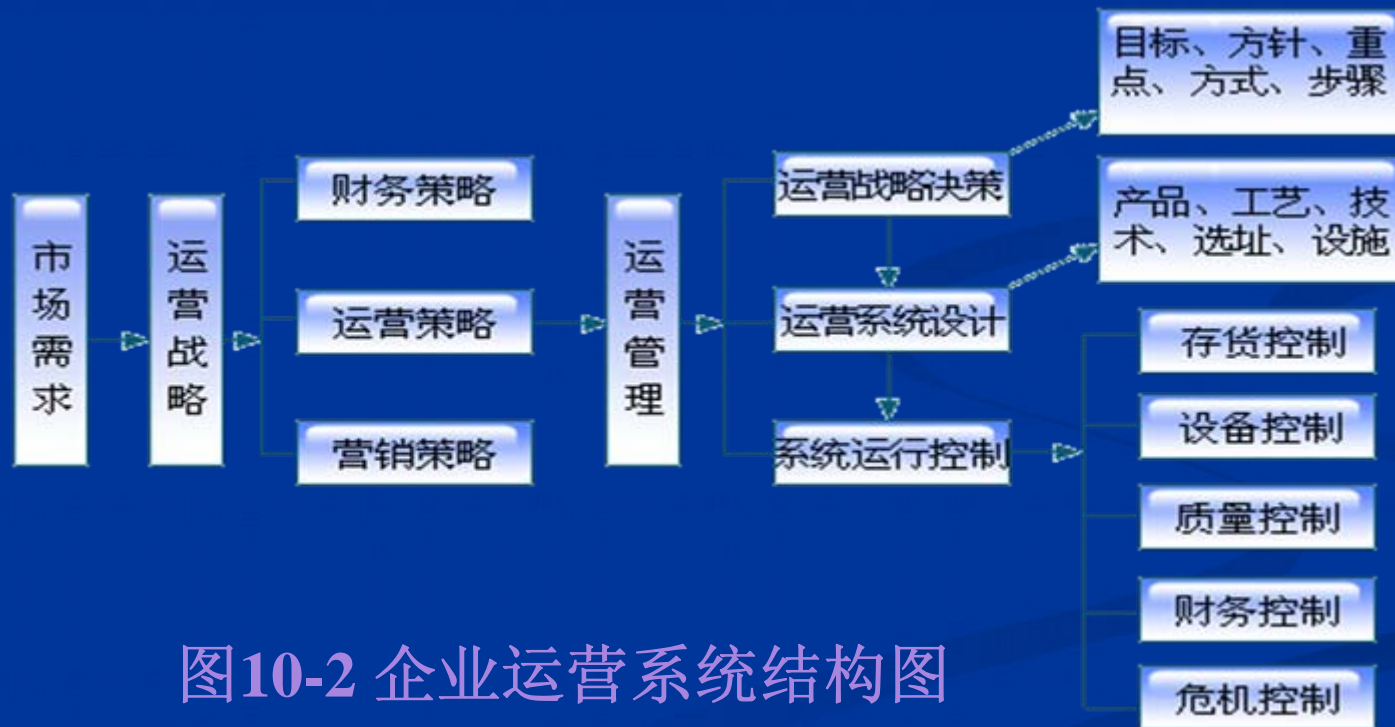 市场需求
运营战略
财务策略
运营策略
营销策略
运营管理
运营战略决策
运营系统设计
系统运行控制
目标、方针、重
点、方式、步骤
产品、工艺、技
术、选址、设施
存货控制
设备控制
质量控制
财务控制
危机控制
图10-2 企业运营系统结构图